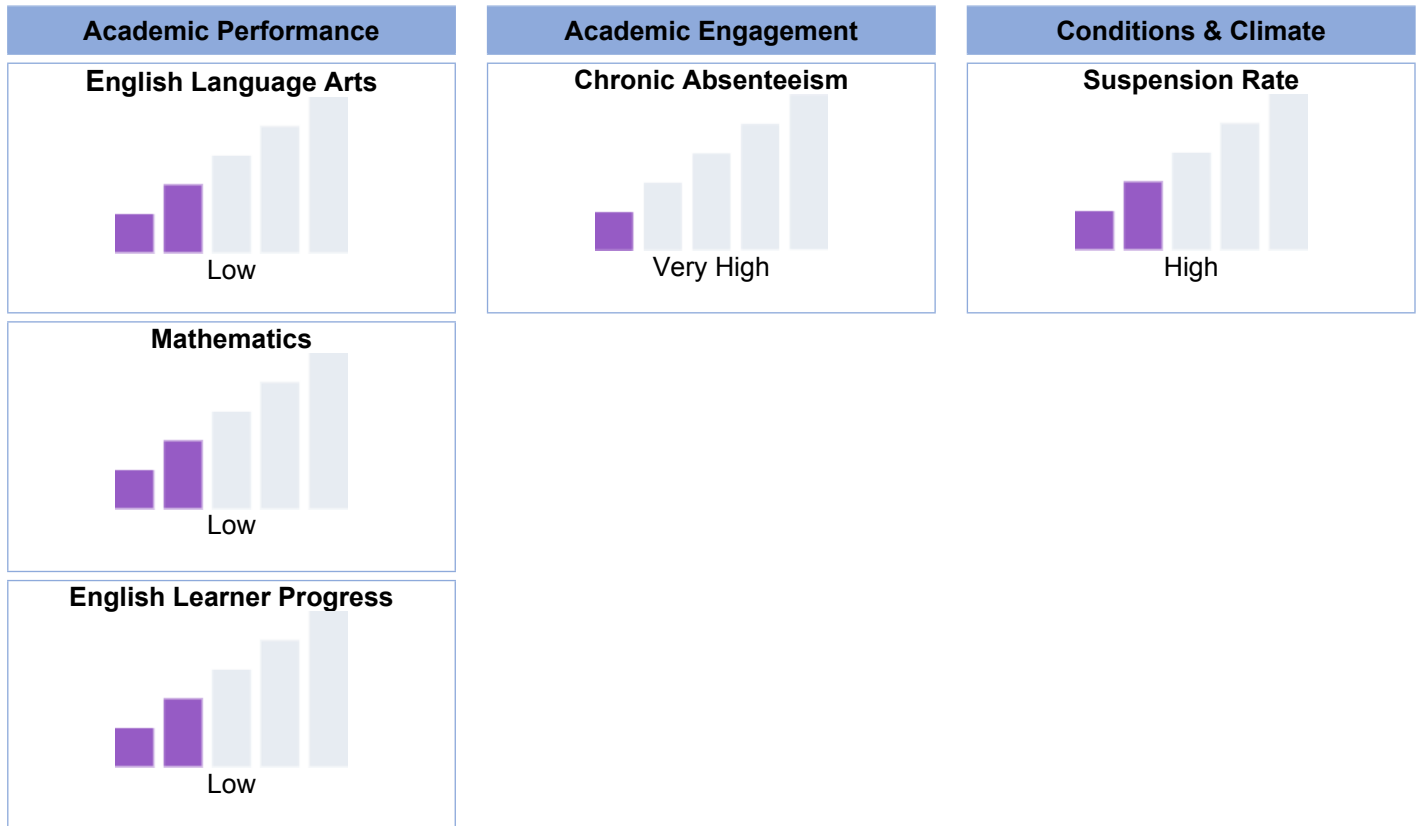 Academic Performance
Academic Engagement
Conditions & Climate
English Language Arts
Low
Chronic Absenteeism
Very High
Suspension Rate
High
Mathematics
Low
English Learner Progress
Low